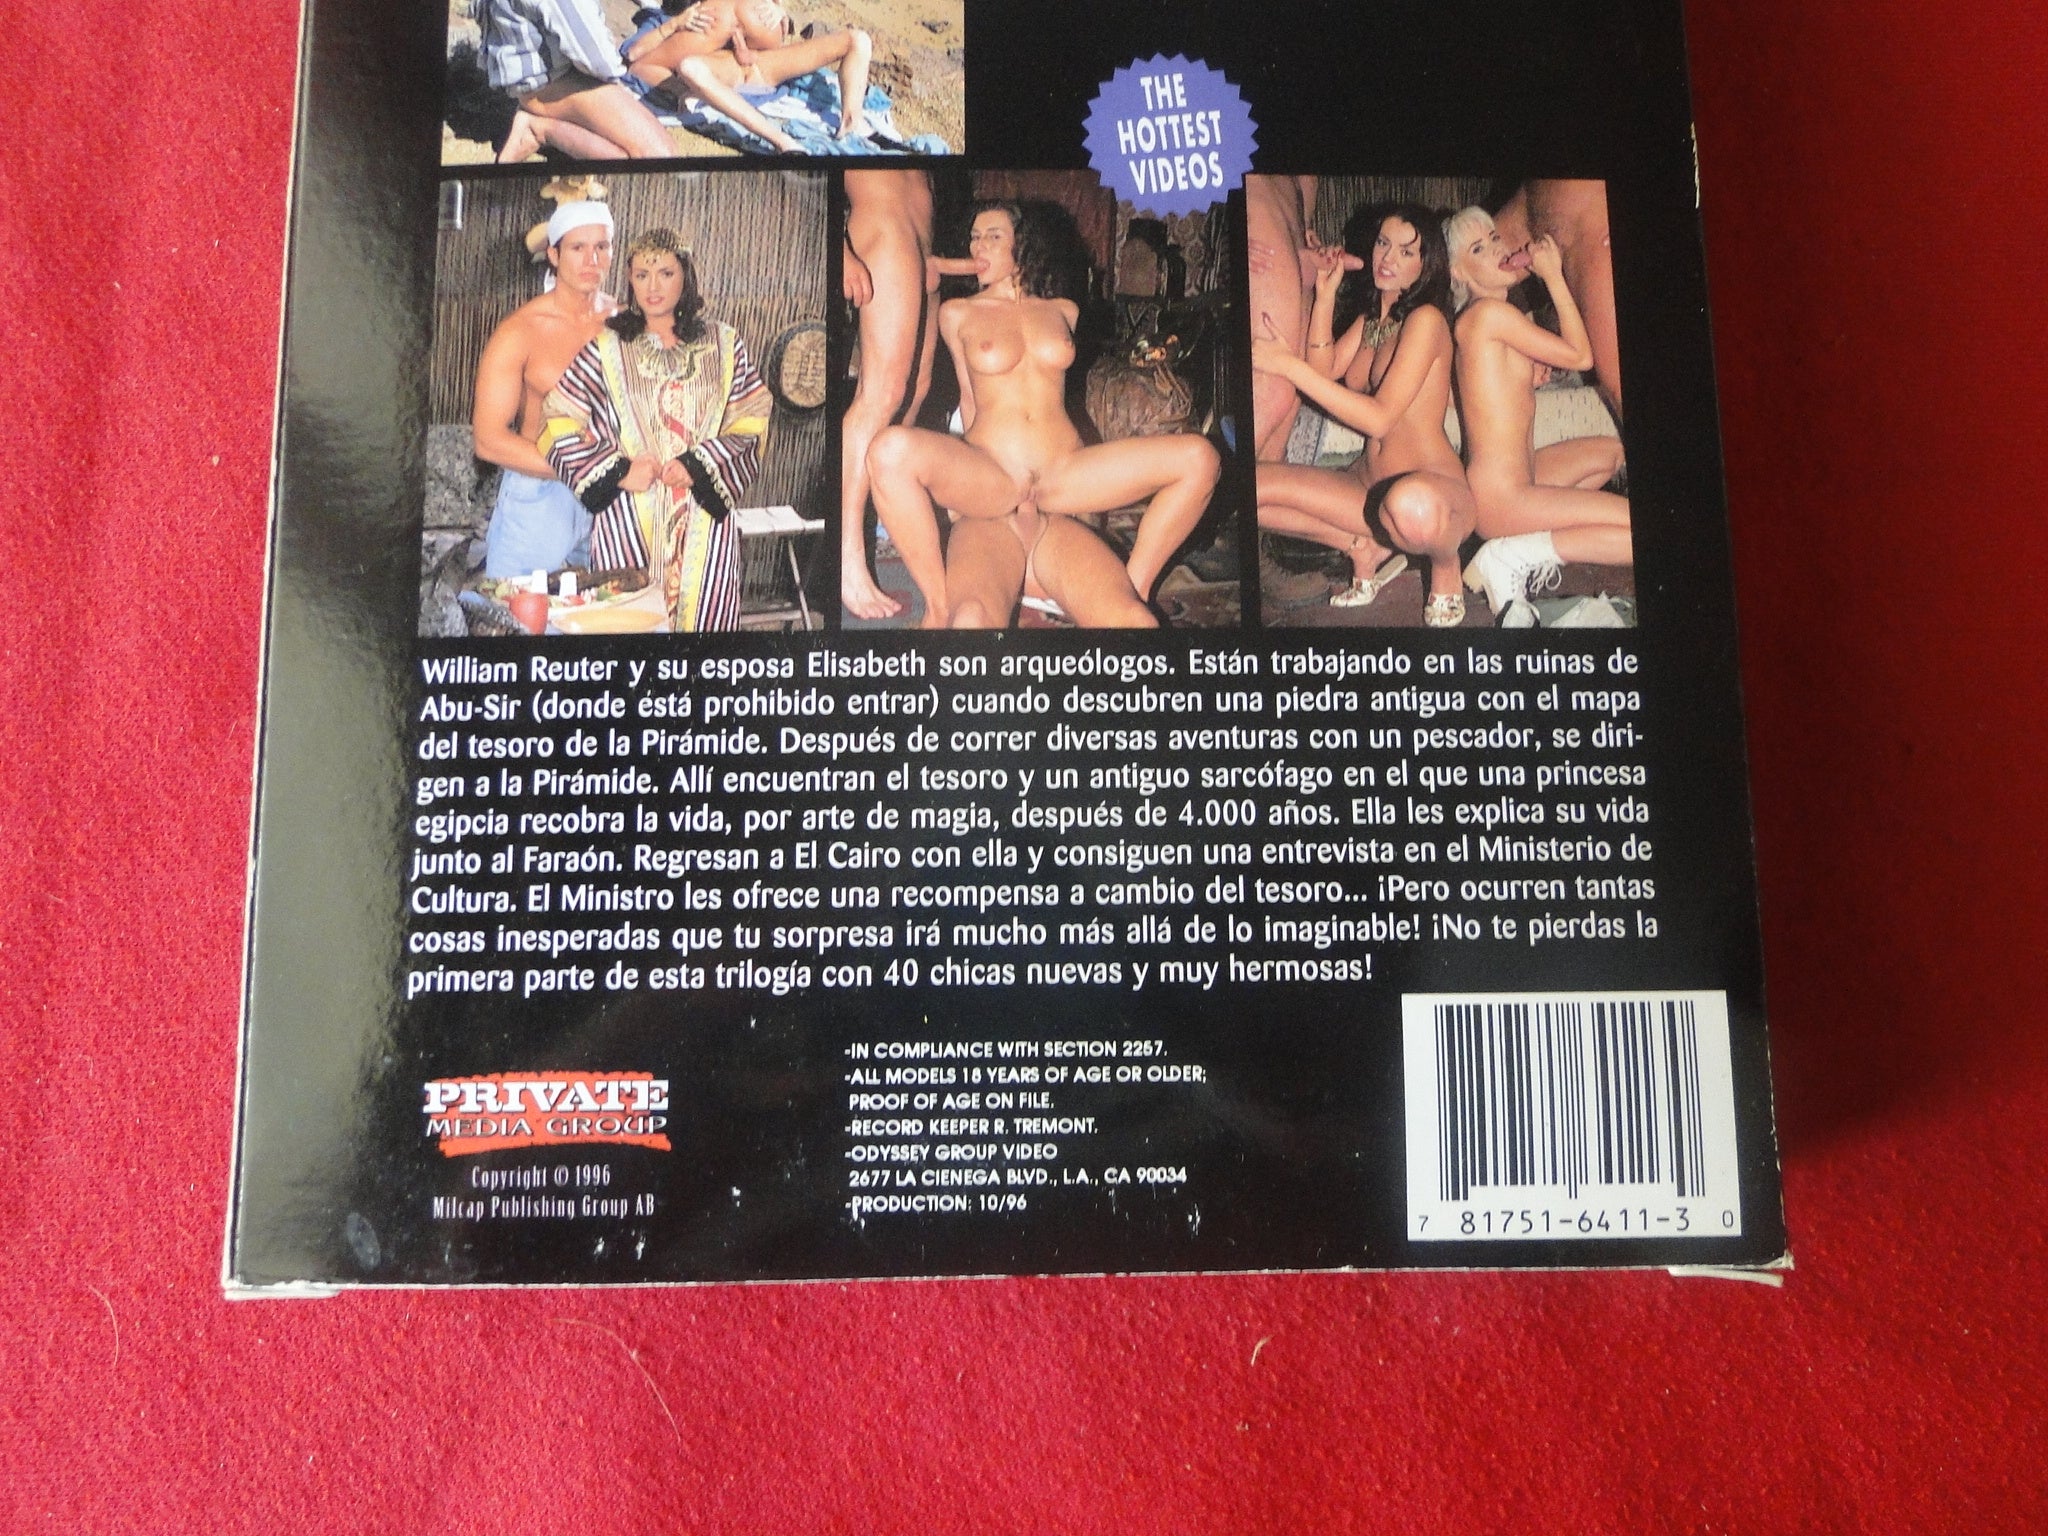 THE
HOTTEST
VIDEOS
William Reuter y su esposa Elisabeth son arqueólogos. Están trabajando en las ruinas de
Abu-Sir (donde está prohibido entrar) cuando descubren una piedra antigua con el mapa
del tesoro de la Pirámide. Después de correr diversas aventuras con un pescador, se diri-
gen a la Pirámide. Allí encuentran el tesoro y un antiguo sarcófago en el que una princesa
egipcia recobra la vida, por arte de magia, después de 4.000 años. Ella les explica su vida
junto al Faraón. Regresan a El Cairo con ella y consiguen una entrevista en el Ministerio de
Cultura. El Ministro les ofrece una recompensa a cambio del tesoro... ¡Pero ocurren tantas
cosas inesperadas que tu sorpresa irá mucho más allá de lo imaginable! ¡No te pierdas la
primera parte de esta trilogía con 40 chicas nuevas y muy hermosas!
PRIVATE
MEDIA GROUP
Copyright © 1996
Milcap Publishing Group AB
-IN COMPLIANCE WITH SECTION 2257.
-ALL MODELS 18 YEARS OF AGE OR OLDER;
PROOF OF AGE ON FILE.
-RECORD KEEPER R. TREMONT.
-ODYSSEY GROUP VIDEO
2677 LA CIENEGA BLVD., L.A., CA 90034
-PRODUCTION: 10/96
7 81751-6411-3 0